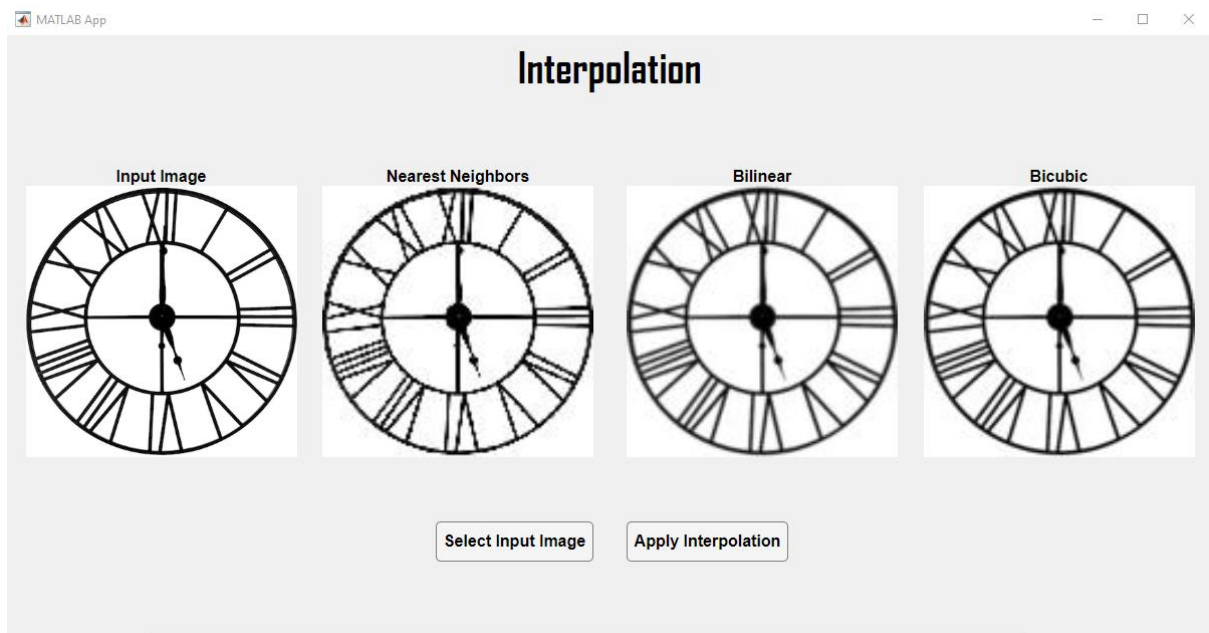 MATLAB App
Interpolation
Input Image
Nearest Neighbors
Bilinear
Bicubic
Select Input Image
Apply Interpolation